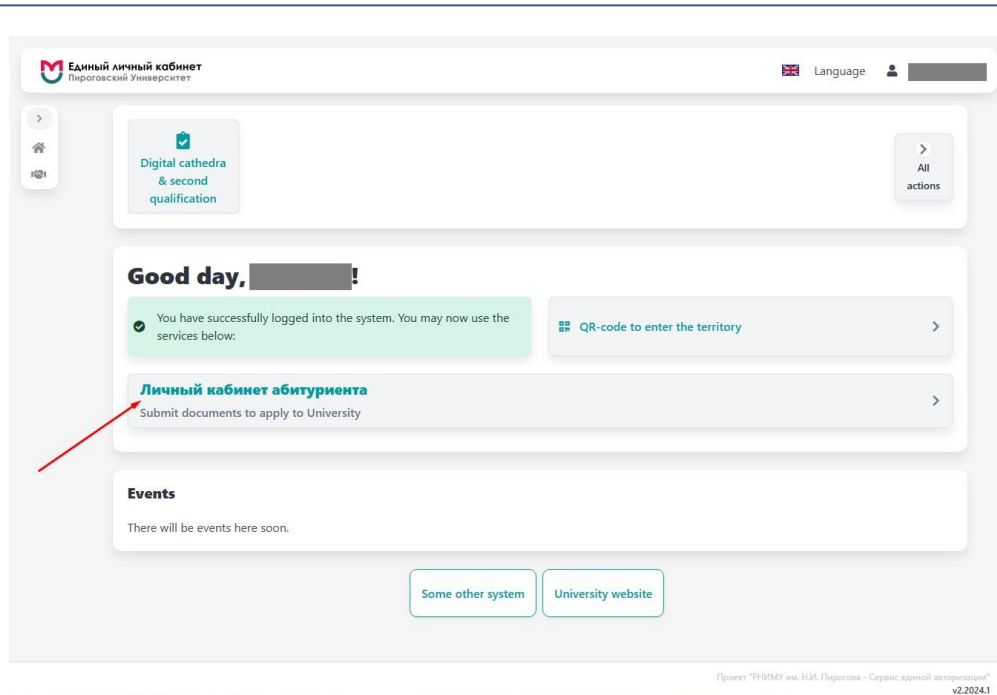 Единый личный кабинет
Пироговский Университет
Language
Digital cathedra
& second
qualification
All
actions
Good day, !
You have successfully logged into the system. You may now use the
services below:
QR-code to enter the territory
Личный кабинет абитуриента
Submit documents to apply to University
Events
There will be events here soon.
Some other system
University website
Проект "РНИМУ им. Н.И. Пирогова - Сервис единой авторизации"
v2.2024.1